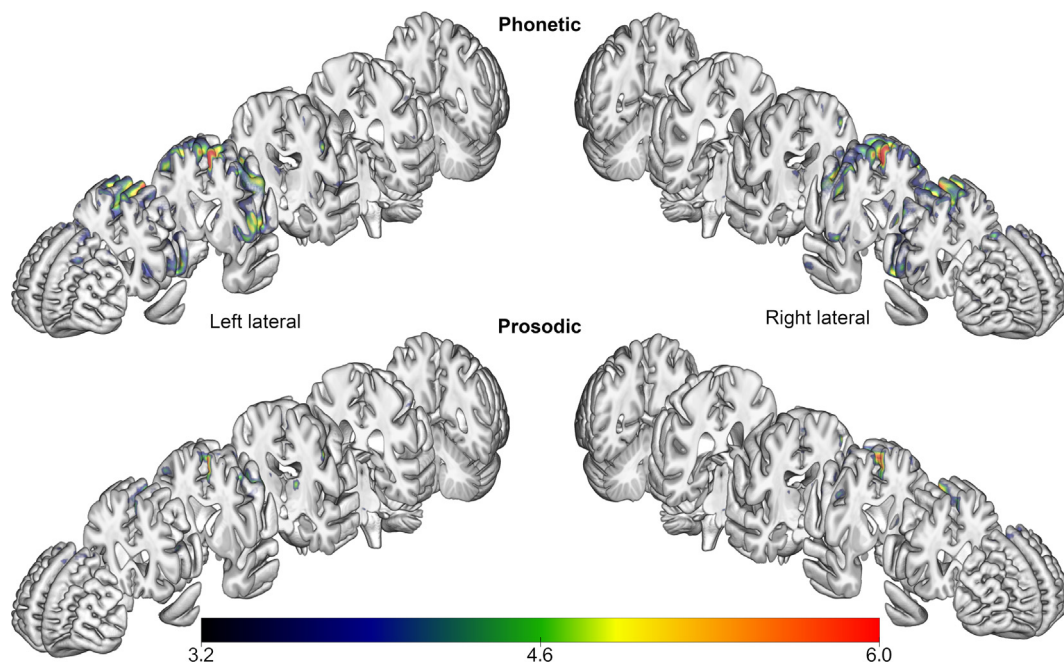 Phonetic
Left lateral
Right lateral
Prosodic
3.2
4.6
6.0